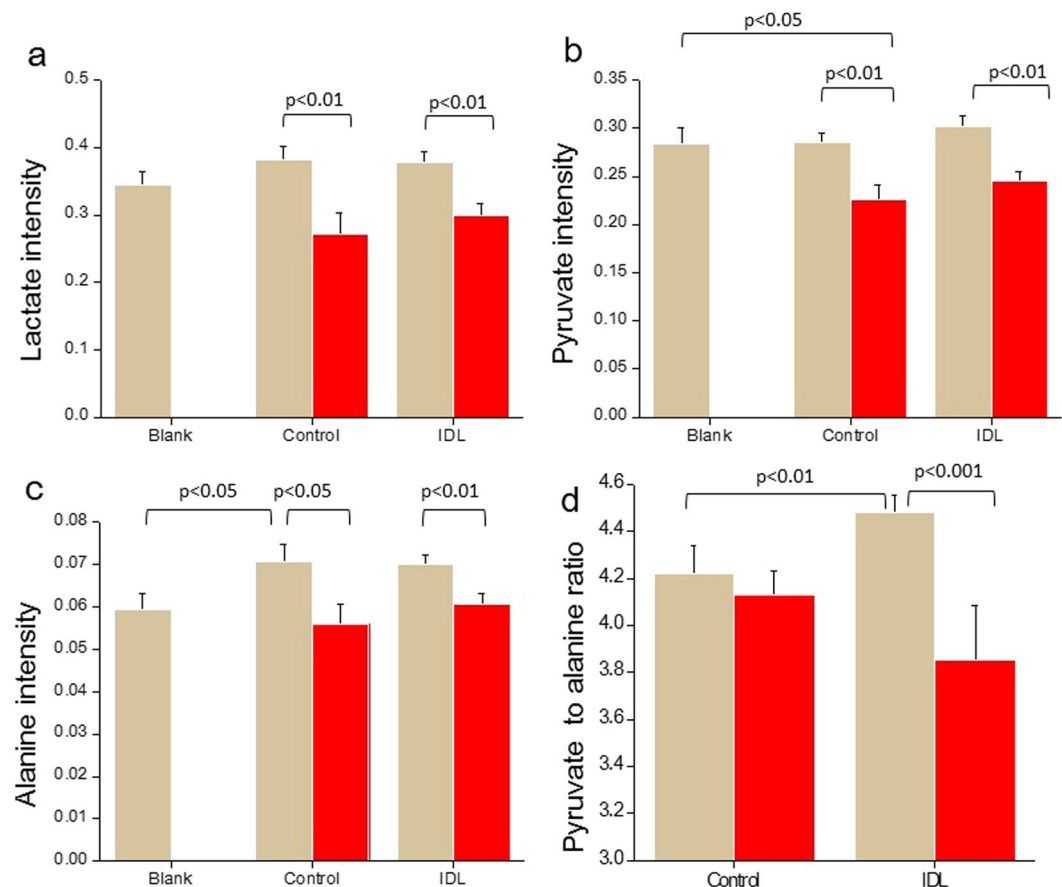 a
p<0.01
p<0.01
0.5
0.4
0.3
0.2
0.1
0.0
Lactate intensity
Blank
Control
IDL
b
p<0.05
p<0.01
p<0.01
0.35
0.30
0.25
0.20
0.15
0.10
0.05
0.00
Pyruvate intensity
Blank
Control
IDL
c
p<0.05
p<0.05
p<0.01
0.08
0.07
0.06
0.05
0.04
0.03
0.02
0.01
0.00
Alanine intensity
Blank
Control
IDL
d
p<0.01
p<0.001
4.6
4.4
4.2
4.0
3.8
3.6
3.4
3.2
3.0
Pyruvate to alanine ratio
Control
IDL